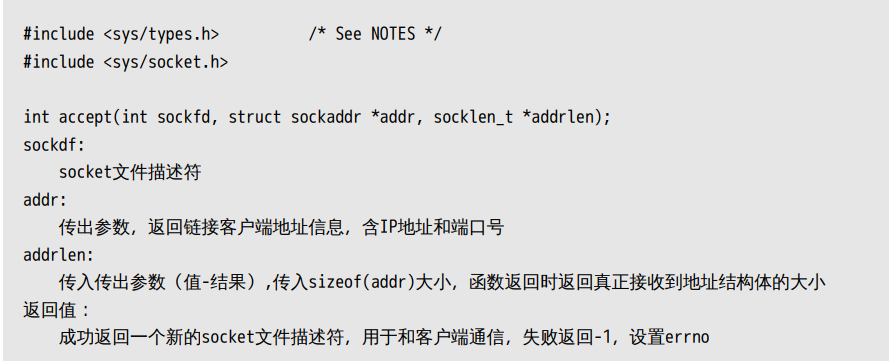 #include <sys/types.h>          /* See NOTES */
#include <sys/socket.h>
int accept(int sockfd, struct sockaddr *addr, socklen_t *addrlen);
sockdf:
    socket文件描述符
addr:
    传出参数，返回链接客户端地址信息，含IP地址和端口号
addrlen:
    传入传出参数（值-结果）,传入sizeof(addr)大小，函数返回时返回真正接收到地址结构体的大小
返回值：
    成功返回一个新的socket文件描述符，用于和客户端通信，失败返回-1，设置errno